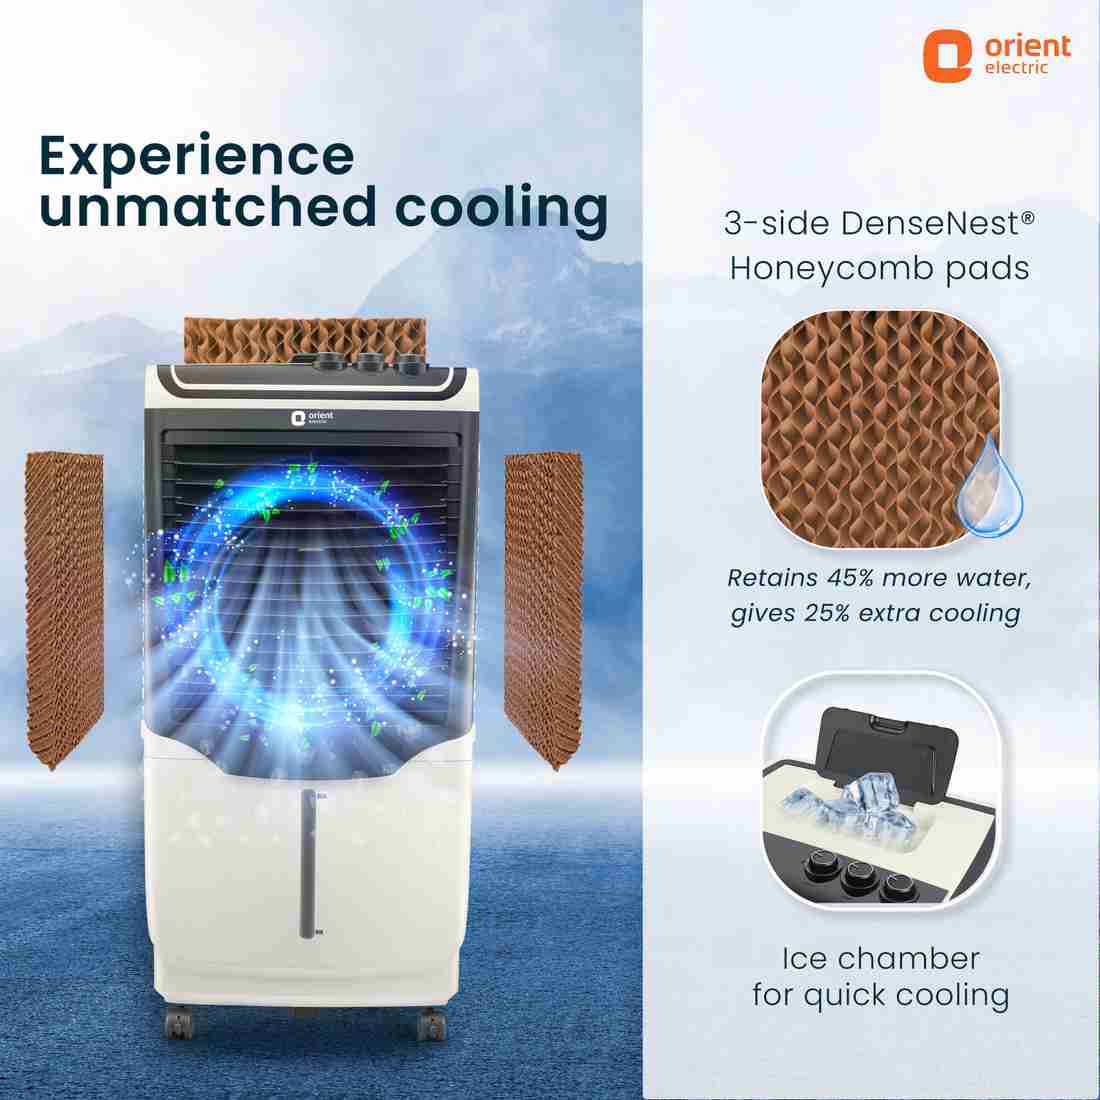 orient
electric
Experience
unmatched cooling
3-side DenseNest®
Honeycomb pads
orient
electric
Retains 45% more water,
gives 25% extra cooling
Ice chamber
for quick cooling